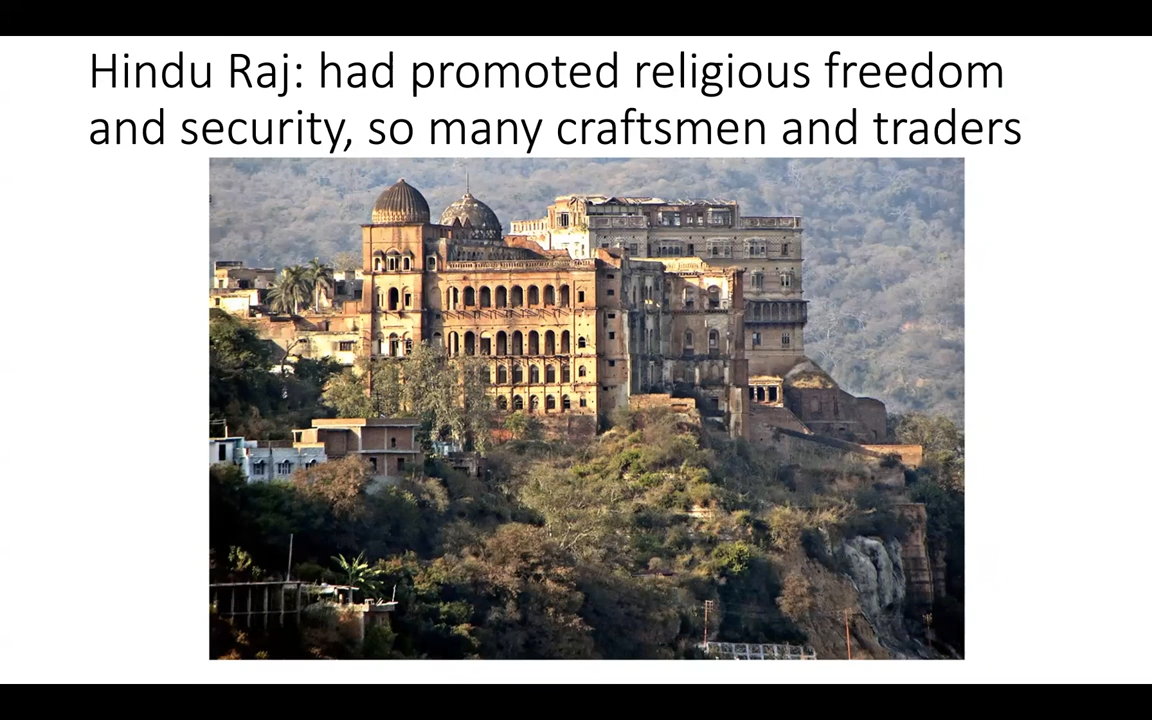 Hindu Raj: had promoted religious freedom
and security, so many craftsmen and traders